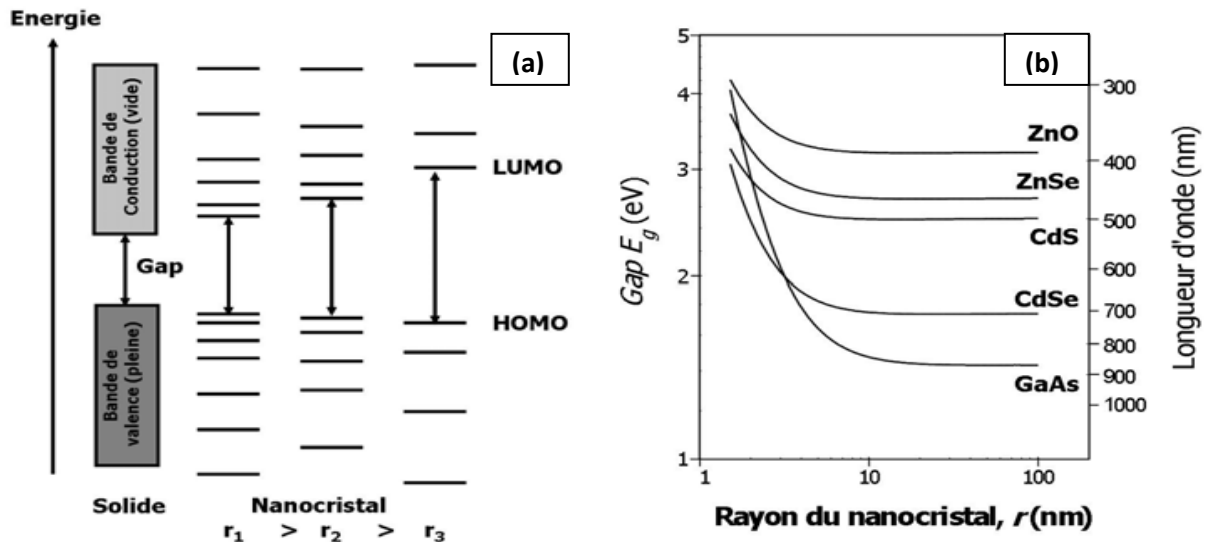 Energie
(a)
Bande de
Conduction (vide)
Gap
Bande de
valence (pleine)
LUMO
HOMO
Solide
Nanocristal
r1 > r2 > r3
(b)
5
4
3
2
1
Gap Eg (eV)
300
400
500
600
700
800
900
1000
Longueur d'onde (nm)
ZnO
ZnSe
CdS
CdSe
GaAs
1
10
100
Rayon du nanocristal, r (nm)